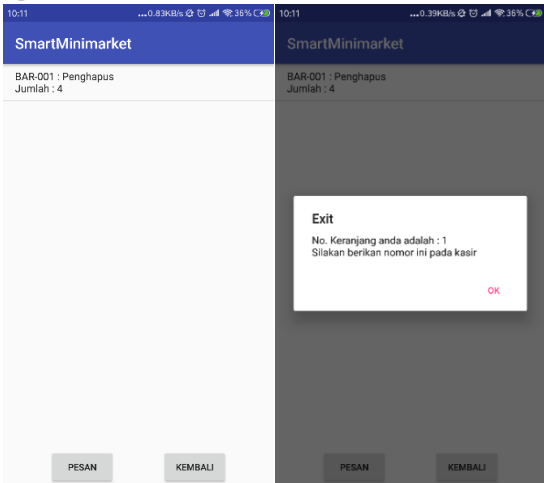 10:11 ...0.83KB/s 36%
SmartMinimarket
BAR-001 : Penghapus
Jumlah : 4
PESAN KEMBALI
10:11 ...0.39KB/s 36%
SmartMinimarket
BAR-001 : Penghapus
Jumlah : 4
Exit
No. Keranjang anda adalah : 1
Silakan berikan nomor ini pada kasir
OK
PESAN KEMBALI